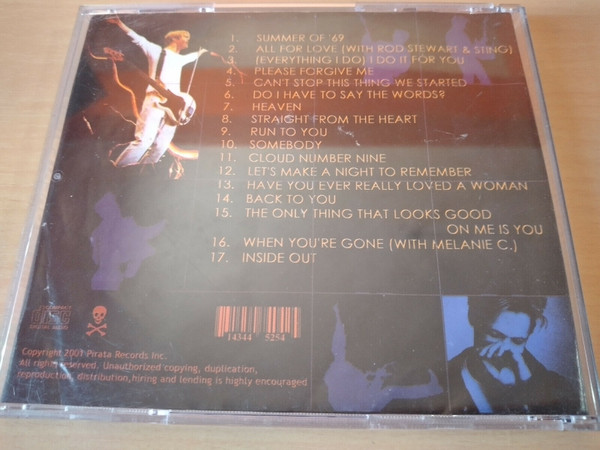 1. SUMMER OF '69
2. ALL FOR LOVE (WITH ROD STEWART & STING)
3. (EVERYTHING I DO) I DO IT FOR YOU
4. PLEASE FORGIVE ME
5. CAN'T STOP THIS THING WE STARTED
6. DO I HAVE TO SAY THE WORDS?
7. HEAVEN
8. STRAIGHT FROM THE HEART
9. RUN TO YOU
10. SOMEBODY
11. CLOUD NUMBER NINE
12. LET'S MAKE A NIGHT TO REMEMBER
13. HAVE YOU EVER REALLY LOVED A WOMAN
14. BACK TO YOU
15. THE ONLY THING THAT LOOKS GOOD
ON ME IS YOU
16. WHEN YOU'RE GONE (WITH MELANIE C.)
17. INSIDE OUT
14344 5254
Copyright 2001 Pirata Records Inc.
All rights reserved. Unauthorized copying, duplication,
reproduction, distribution,hiring and lending is highly encouraged